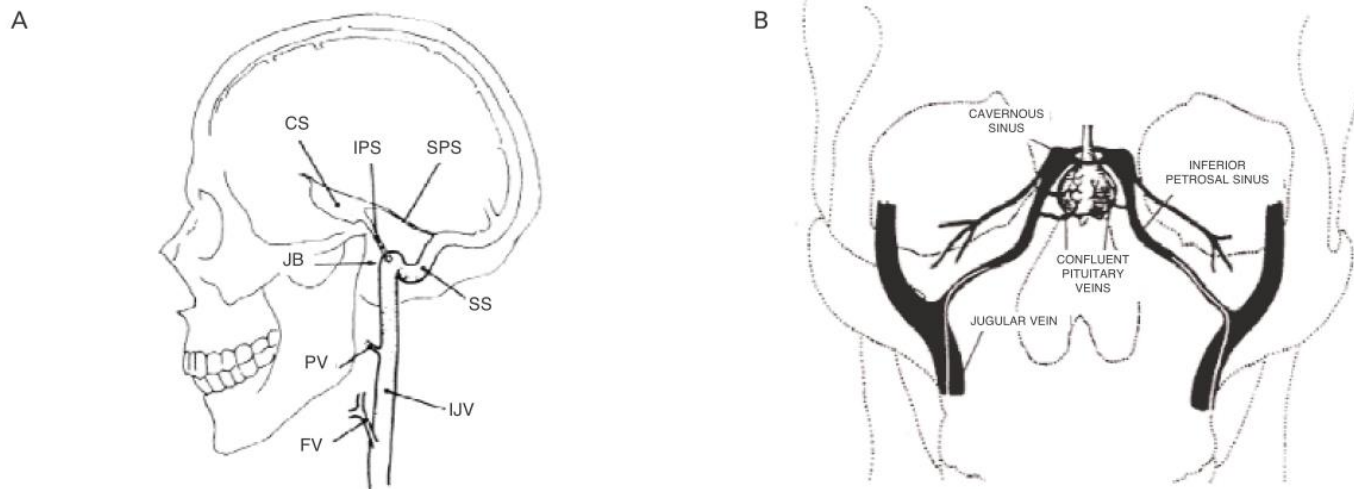 A
CS
IPS
SPS
JB
SS
PV
IJV
FV
B
CAVERNOUS
SINUS
INFERIOR
PETROSAL SINUS
CONFLUENT
PITUITARY
VEINS
JUGULAR VEIN